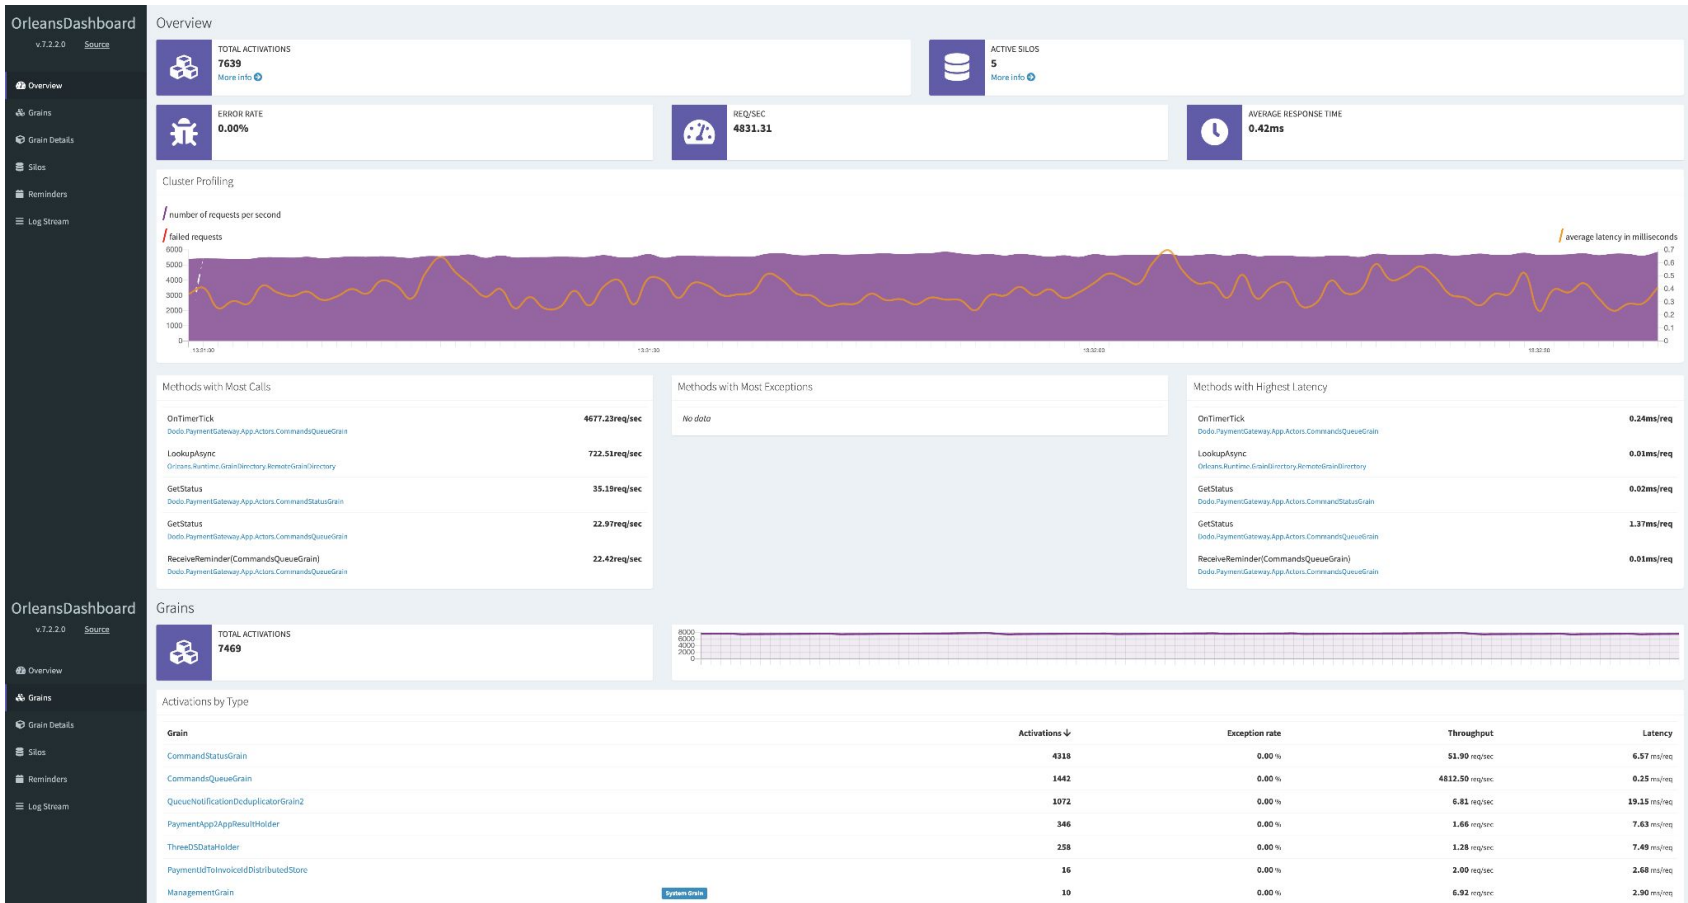 OrleansDashboard
v.7.2.2.0 Source
Overview
Grains
Grain Details
Silos
Reminders
Log Stream
Overview
TOTAL ACTIVATIONS
7639
More info
ACTIVE SILOS
5
More info
ERROR RATE
0.00%
REQ/SEC
4831.31
AVERAGE RESPONSE TIME
0.42ms
Cluster Profiling
number of requests per second
failed requests
average latency in milliseconds
6000
5000
4000
3000
2000
1000
0
0.7
0.6
0.5
0.4
0.3
0.2
0.1
0
Methods with Most Calls
OnTimerTick 4677.23req/sec
Dodo.PaymentGateway.App.Actors.CommandsQueueGrain
LookupAsync 722.51req/sec
Orleans.Runtime.GrainDirectory.RemoteGrainDirectory
GetStatus 35.19req/sec
Dodo.PaymentGateway.App.Actors.CommandStatusGrain
GetStatus 22.97req/sec
Dodo.PaymentGateway.App.Actors.CommandsQueueGrain
ReceiveReminder(CommandsQueueGrain) 22.42req/sec
Dodo.PaymentGateway.App.Actors.CommandsQueueGrain
Methods with Most Exceptions
No data
Methods with Highest Latency
OnTimerTick 0.24ms/req
Dodo.PaymentGateway.App.Actors.CommandsQueueGrain
LookupAsync 0.01ms/req
Orleans.Runtime.GrainDirectory.RemoteGrainDirectory
GetStatus 0.02ms/req
Dodo.PaymentGateway.App.Actors.CommandStatusGrain
GetStatus 1.37ms/req
Dodo.PaymentGateway.App.Actors.CommandsQueueGrain
ReceiveReminder(CommandsQueueGrain) 0.01ms/req
Dodo.PaymentGateway.App.Actors.CommandsQueueGrain
OrleansDashboard
v.7.2.2.0 Source
Overview
Grains
Grain Details
Silos
Reminders
Log Stream
Grains
TOTAL ACTIVATIONS
7469
8000
6000
4000
2000
0
Activations by Type
Grain Activations Exception rate Throughput Latency
CommandStatusGrain 4318 0.00 % 51.90 req/sec 6.57 ms/req
CommandsQueueGrain 1442 0.00 % 4812.50 req/sec 0.25 ms/req
QueueNotificationDeduplicatorGrain2 1072 0.00 % 6.81 req/sec 19.15 ms/req
PaymentApp2AppResultHolder 346 0.00 % 1.66 req/sec 7.63 ms/req
ThreeDSDataHolder 258 0.00 % 1.28 req/sec 7.49 ms/req
PaymentIdToInvoiceIdDistributedStore 16 0.00 % 2.00 req/sec 2.68 ms/req
ManagementGrain System Grain 10 0.00 % 6.92 req/sec 2.90 ms/req